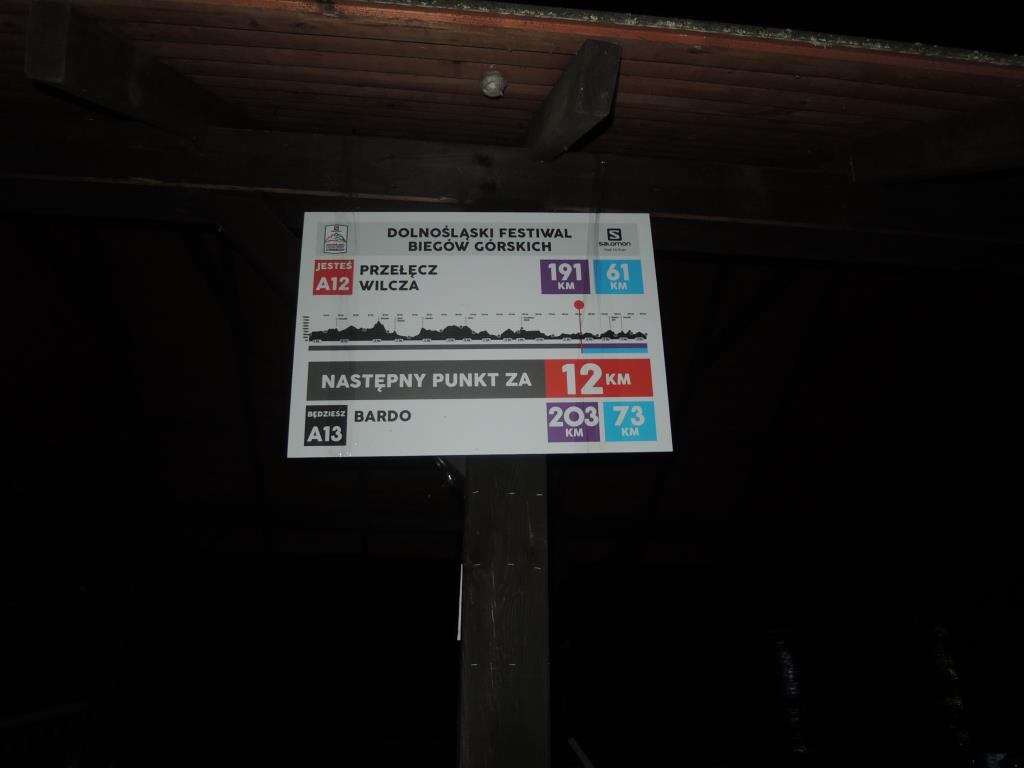 DOLNOŚLĄSKI FESTIWAL
BIEGÓW GÓRSKICH
SALOMON
JESTEŚ
A12
PRZEŁĘCZ
WILCZA
191
KM
61
KM
NASTĘPNY PUNKT ZA
12 KM
BĘDZIESZ
A13
BARDO
203
KM
73
KM